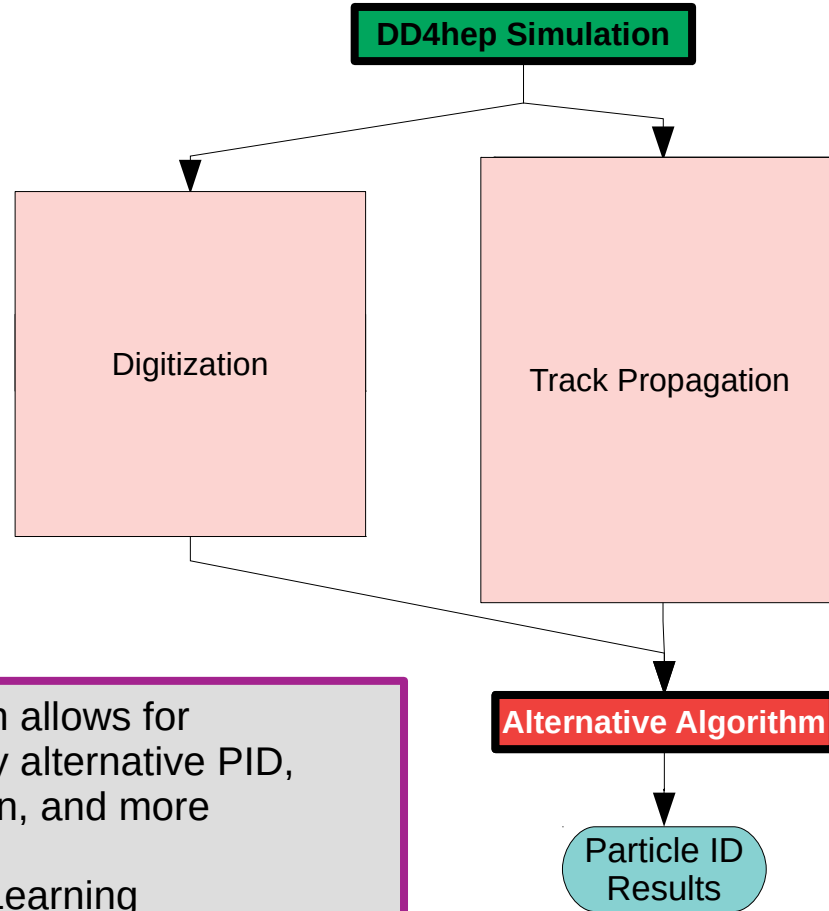 DD4hep Simulation
Digitization
Track Propagation
allows for
alternative PID,
and more
Learning
Alternative Algorithm
Particle ID
Results